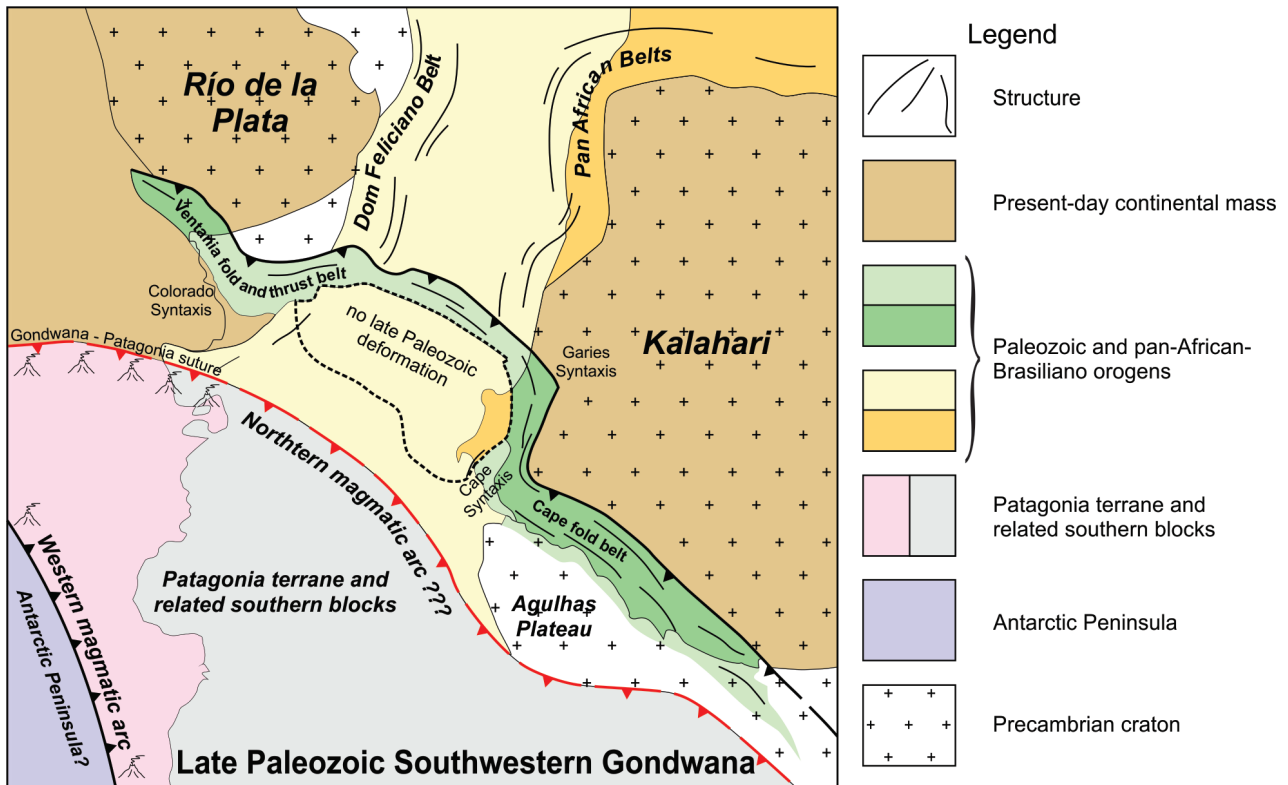 Río de la
Plata
Dom Feliciano Belt
Pan African Belts
Ventania fold and thrust belt
Colorado
Syntaxis
no late Paleozoic
deformation
Gondwana - Patagonia suture
Garies
Syntaxis
Kalahari
Northtern magmatic arc ???
Cape
Syntaxis
Cape fold belt
Western magmatic arc
Antarctic Peninsula?
Patagonia terrane and
related southern blocks
Agulhas
Plateau
Late Paleozoic Southwestern Gondwana
Legend
Structure
Present-day continental mass
Paleozoic and pan-African-
Brasiliano orogens
Patagonia terrane and
related southern blocks
Antarctic Peninsula
Precambrian craton